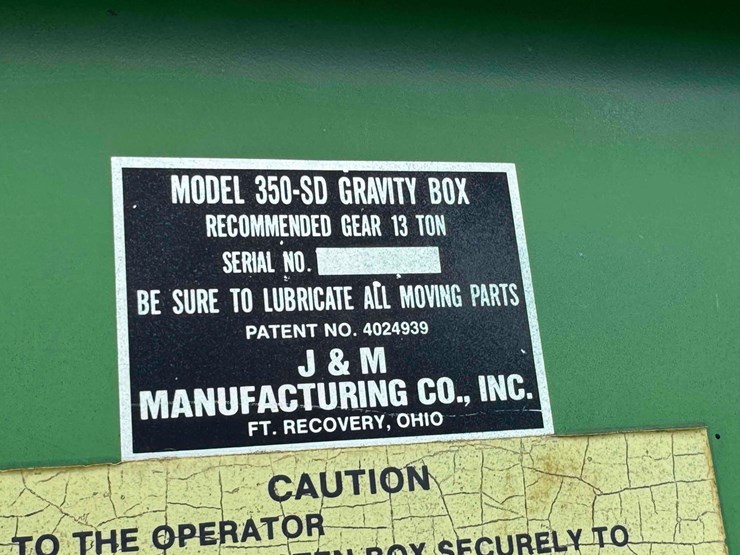 MODEL 350-SD GRAVITY BOX
RECOMMENDED GEAR 13 TON
SERIAL NO.
BE SURE TO LUBRICATE ALL MOVING PARTS
PATENT NO. 4024939
J & M
MANUFACTURING CO., INC.
FT. RECOVERY, OHIO
CAUTION
TO THE OPERATOR
BOX SECURELY TO